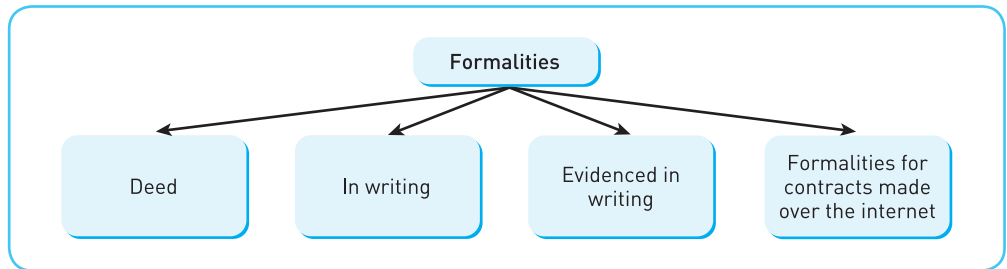 Formalities
Deed
In writing
Evidenced in
writing
Formalities for
contracts made
over the internet